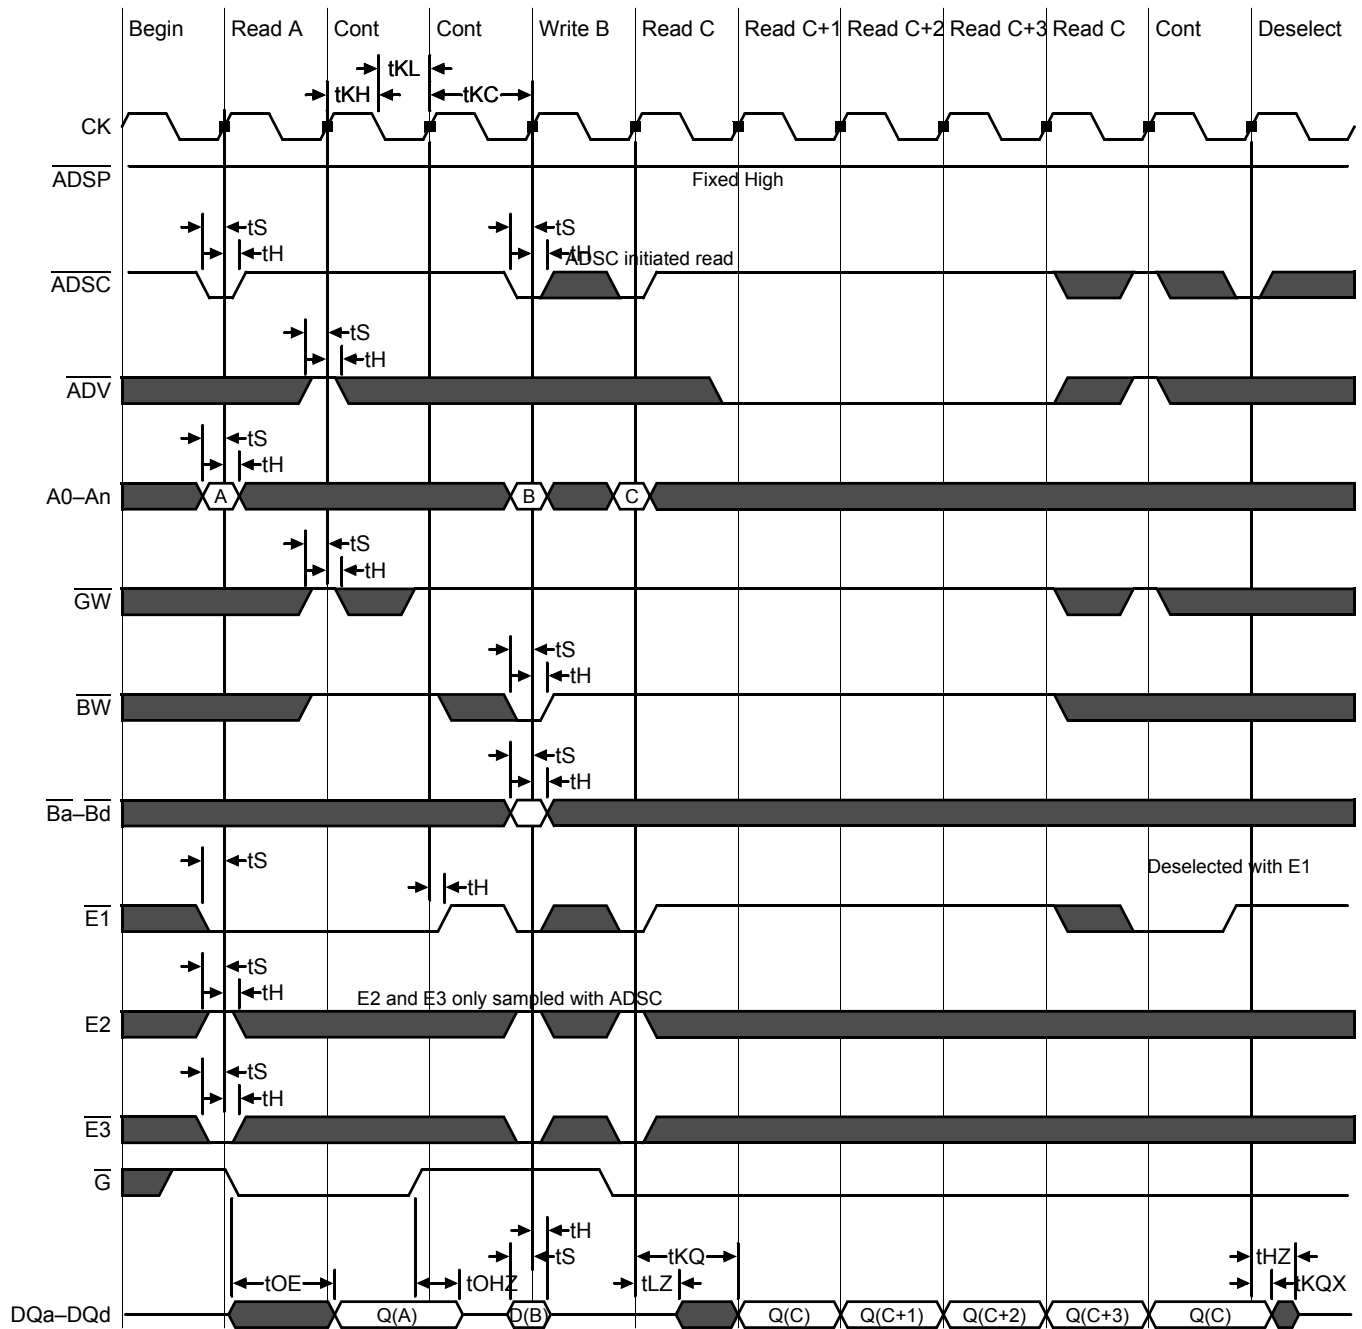 Begin Read A Cont Cont Write B Read C Read C+1 Read C+2 Read C+3 Read C Cont Deselect
tKL
tKH tKC
CK
ADSP
Fixed High
tS tS
tH tH
ADSC initiated read
ADSC
tS
tH
ADV
tS
tH
A0–An A B C
tS
tH
GW
tS
tH
BW
tS
tH
Ba–Bd
tS Deselected with E1
tH
E1
tS
tH
E2 and E3 only sampled with ADSC
E2
tS
tH
E3
G
tH
tS tKQ tHZ
tOE tOHZ tLZ tKQX
DQa–DQd Q(A) D(B) Q(C) Q(C+1) Q(C+2) Q(C+3) Q(C)